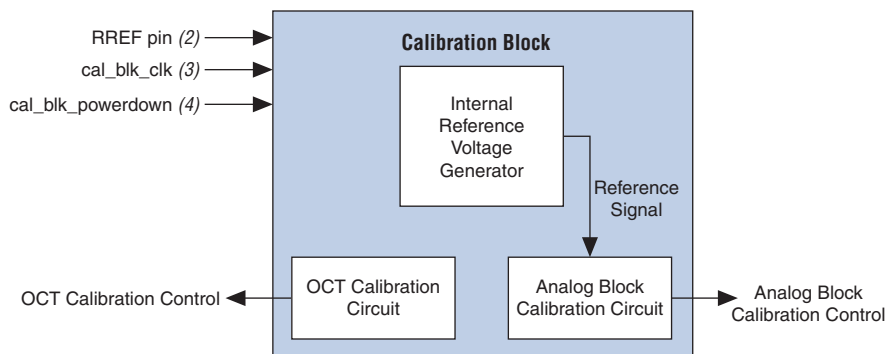 RREF pin (2)
cal_blk_clk (3)
cal_blk_powerdown (4)
Calibration Block
Internal
Reference
Voltage
Generator
Reference
Signal
OCT Calibration Control
OCT Calibration
Circuit
Analog Block
Calibration Circuit
Analog Block
Calibration Control